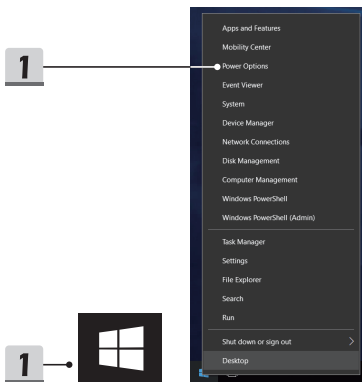 1
Apps and Features
Mobility Center
Power Options
Event Viewer
System
Device Manager
Network Connections
Disk Management
Computer Management
Windows PowerShell
Windows PowerShell (Admin)
Task Manager
Settings
File Explorer
Search
Run
Shut down or sign out
Desktop
1